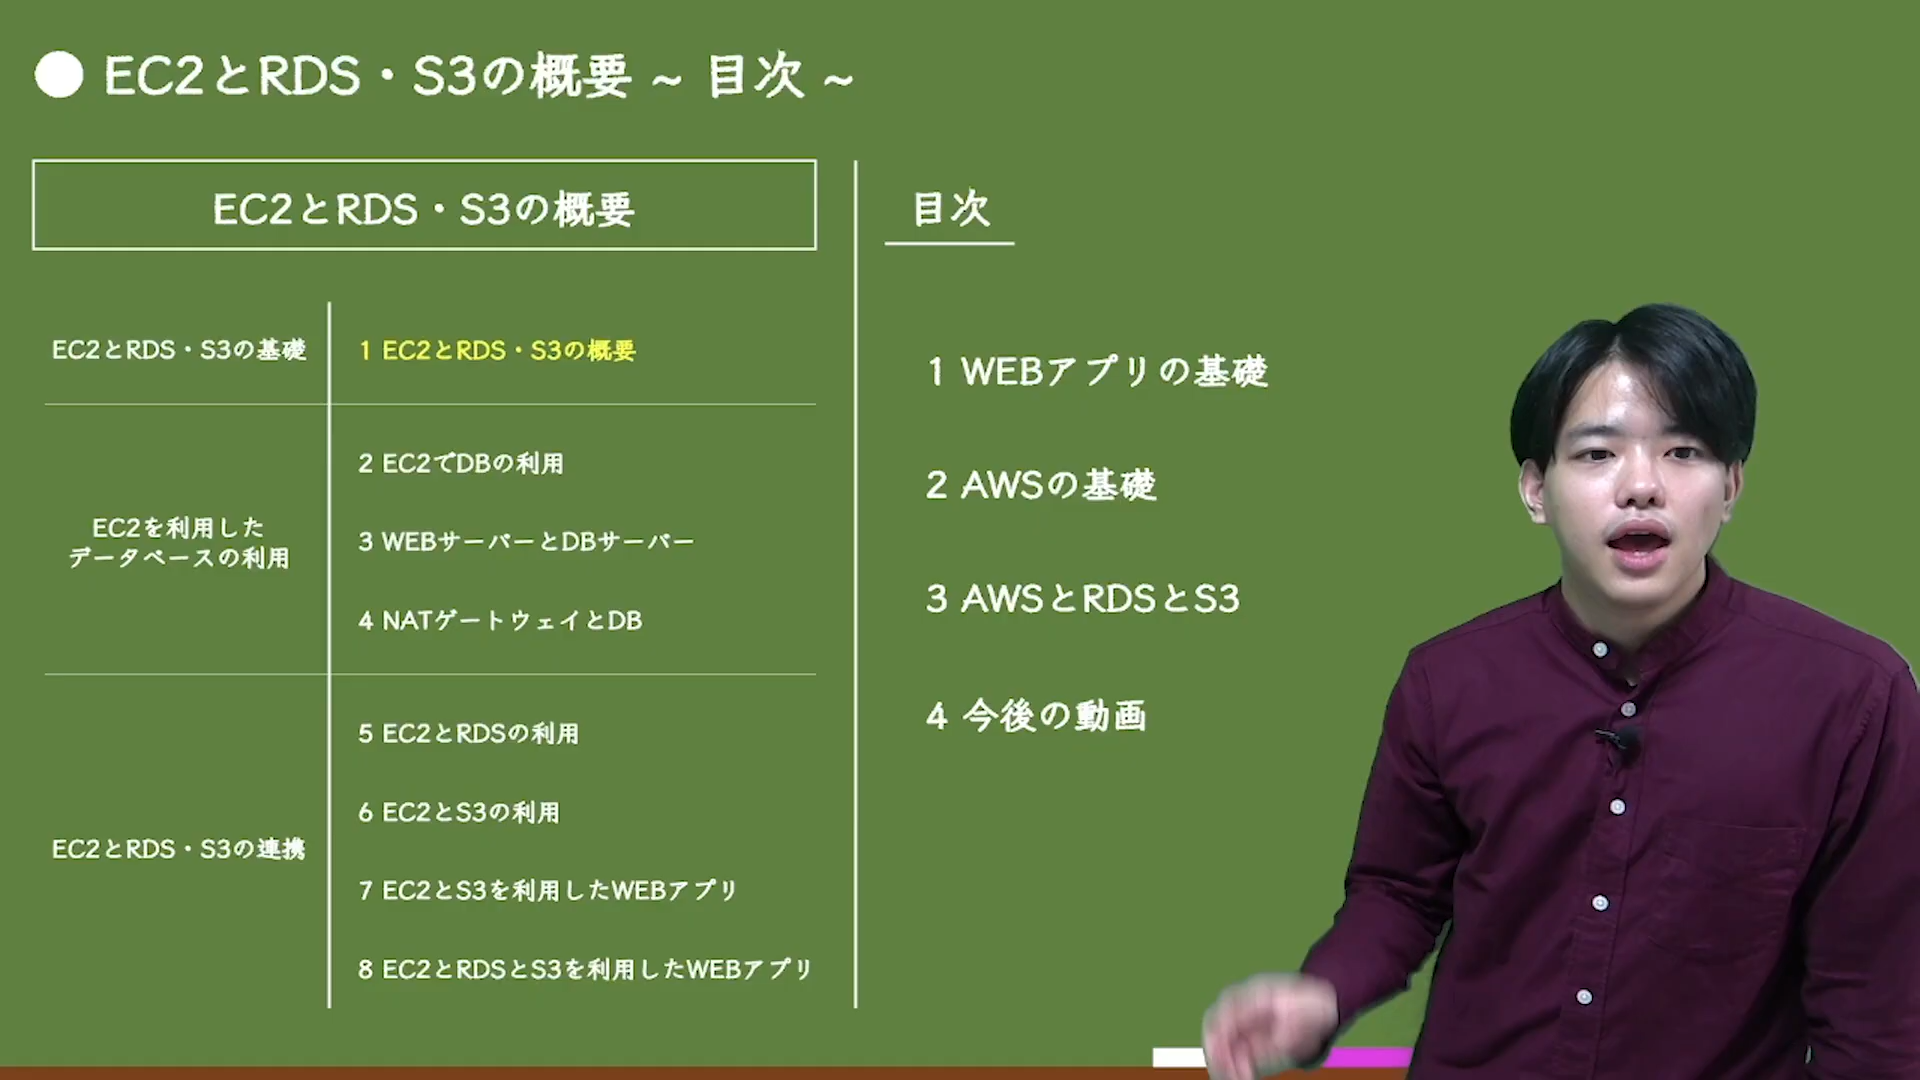 EC2とRDS・S3の概要 ~ 目次 ~
EC2とRDS・S3の概要
EC2とRDS・S3の基礎
1 EC2とRDS・S3の概要
EC2を利用した
データベースの利用
2 EC2でDBの利用
3 WEBサーバーとDBサーバー
4 NATゲートウェイとDB
EC2とRDS・S3の連携
5 EC2とRDSの利用
6 EC2とS3の利用
7 EC2とS3を利用したWEBアプリ
8 EC2とRDSとS3を利用したWEBアプリ
目次
1 WEBアプリの基礎
2 AWSの基礎
3 AWSとRDSとS3
4 今後の動画